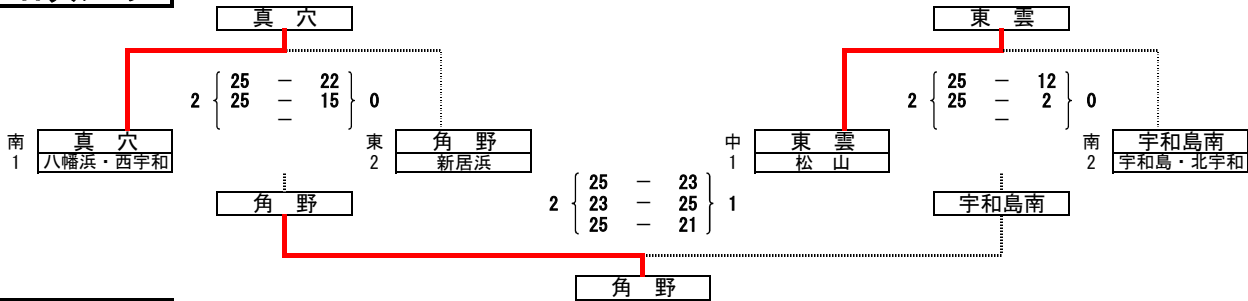 真 穴
東 雲
25 － 22
2 25 － 15 0
－
25 － 12
2 25 － 2 0
－
南 1 真 穴 八幡浜・西宇和
東 2 角 野 新居浜
中 1 東 雲 松 山
南 2 宇和島南 宇和島・北宇和
25 － 23
2 23 － 25 1
25 － 21
角 野
宇和島南
角 野